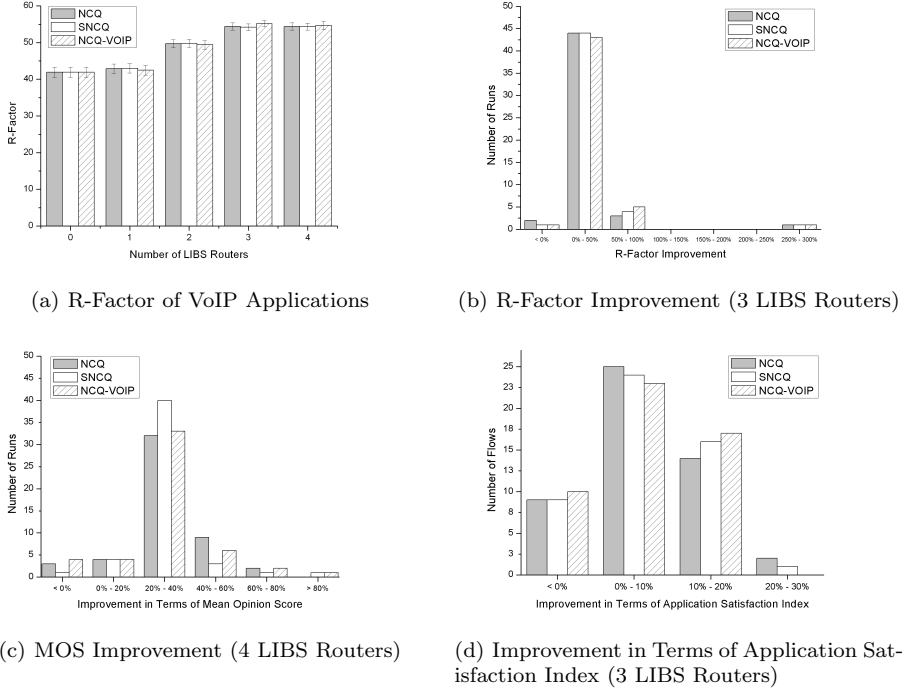 60
50
40
30
20
10
0
R-Factor
NCQ
SNCQ
NCQ-VOIP
0 1 2 3 4
Number of LIBS Routers
(a) R-Factor of VoIP Applications
50
45
40
35
30
25
20
15
10
5
0
Number of Runs
NCQ
SNCQ
NCQ-VOIP
< 0% 0% - 50% 50% - 100% 100% - 150% 150% - 200% 200% - 250% 250% - 300%
R-Factor Improvement
(b) R-Factor Improvement (3 LIBS Routers)
50
45
40
35
30
25
20
15
10
5
0
Number of Runs
NCQ
SNCQ
NCQ-VOIP
< 0% 0% - 20% 20% - 40% 40% - 60% 60% - 80% > 80%
Improvement in Terms of Mean Opinion Score
(c) MOS Improvement (4 LIBS Routers)
25
23
20
18
15
13
10
8
5
3
0
Number of Flows
NCQ
SNCQ
NCQ-VOIP
< 0% 0% - 10% 10% - 20% 20% - 30%
Improvement in Terms of Application Satisfaction Index
(d) Improvement in Terms of Application Sat-
isfaction Index (3 LIBS Routers)